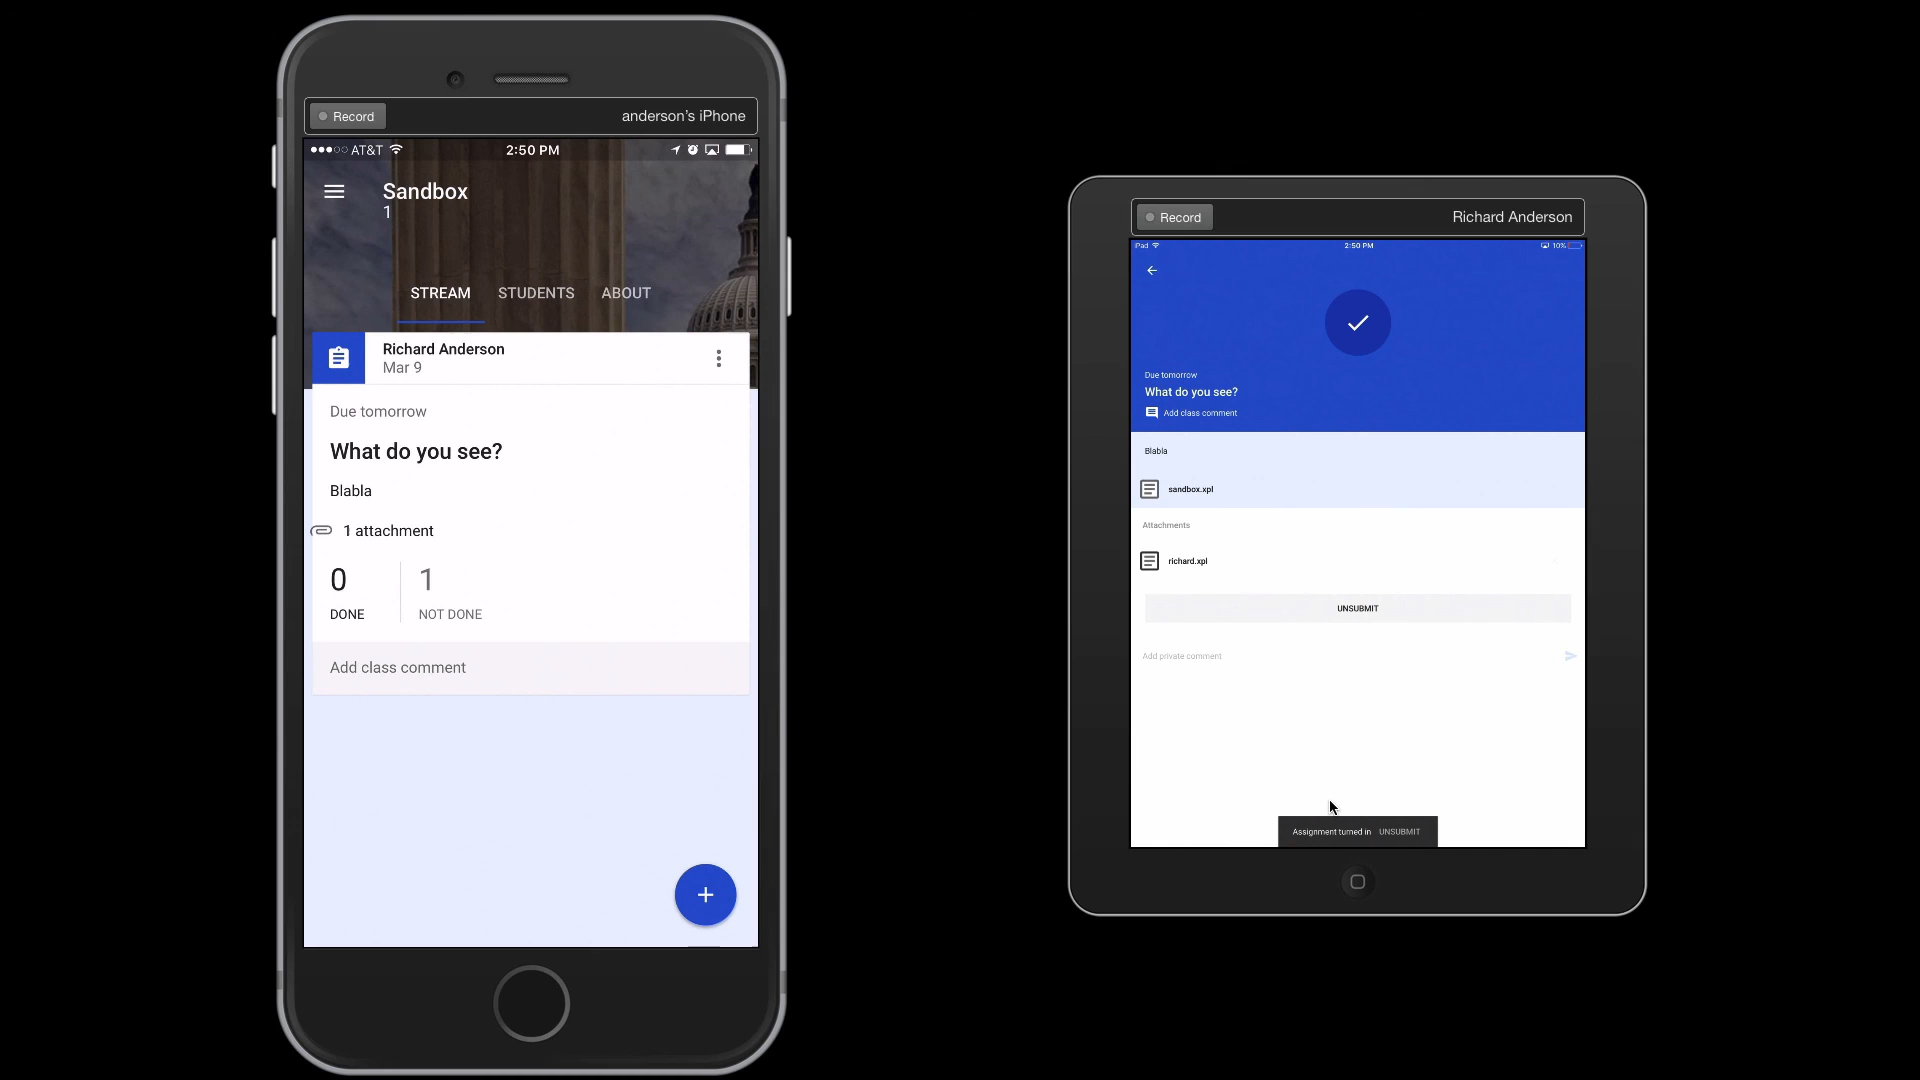 Record
anderson's iPhone
AT&T
2:50 PM
Sandbox
1
STREAM
STUDENTS
ABOUT
Richard Anderson
Mar 9
Due tomorrow
What do you see?
Blabla
1 attachment
0
1
DONE
NOT DONE
Add class comment
Record
Richard Anderson
iPad
2:50 PM
10%
Due tomorrow
What do you see?
Add class comment
Blabla
sandbox.xpl
Attachments
richard.xpl
UNSUBMIT
Add private comment
Assignment turned in UNSUBMIT